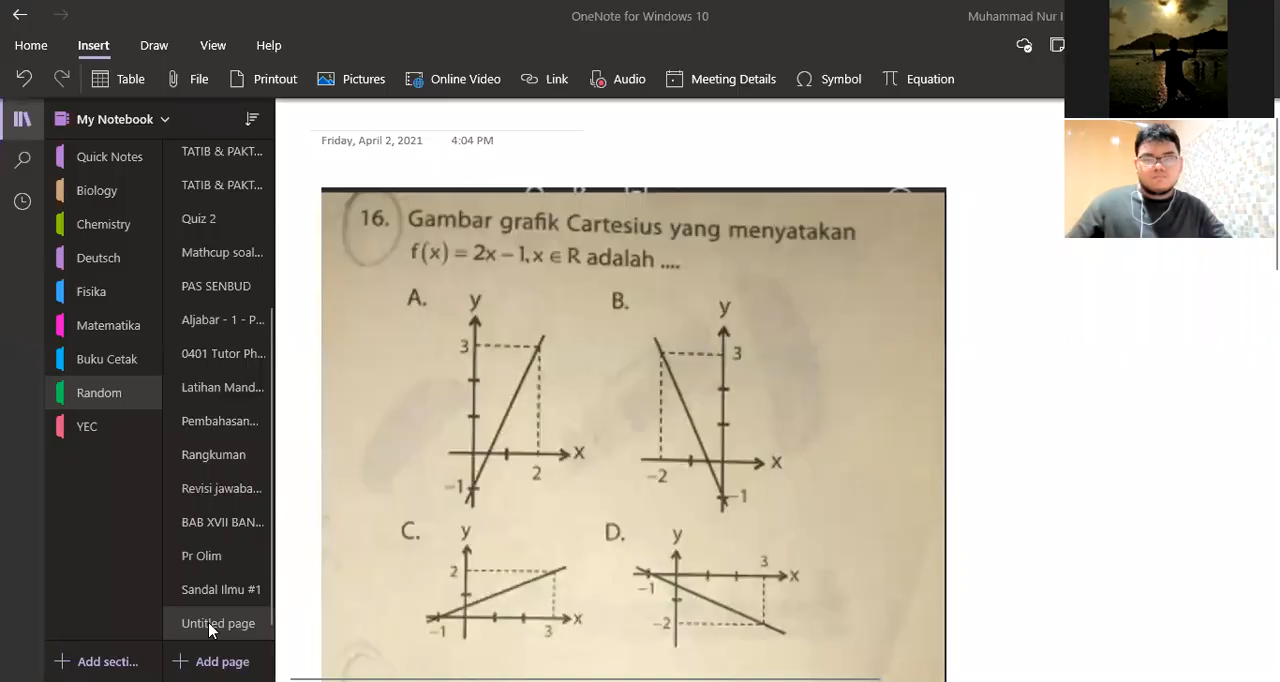 OneNote for Windows 10
Muhammad Nur I
Home
Insert
Draw
View
Help
Table
File
Printout
Pictures
Online Video
Link
Audio
Meeting Details
Symbol
Equation
My Notebook
Quick Notes
Biology
Chemistry
Deutsch
Fisika
Matematika
Buku Cetak
Random
YEC
Add secti...
TATIB & PAKT...
TATIB & PAKT...
Quiz 2
Mathcup soal...
PAS SENBUD
Aljabar - 1 - P...
0401 Tutor Ph...
Latihan Mand...
Pembahasan...
Rangkuman
Revisi jawaba...
BAB XVII BAN...
Pr Olim
Sandal Ilmu #1
Untitled page
Add page
Friday, April 2, 2021 4:04 PM
16. Gambar grafik Cartesius yang menyatakan
f(x) = 2x – 1, x ∈ R adalah ....
A.
y
3
x
2
–1
B.
y
3
x
–2
–1
C.
y
2
x
–1
3
D.
y
3
x
–1
–2